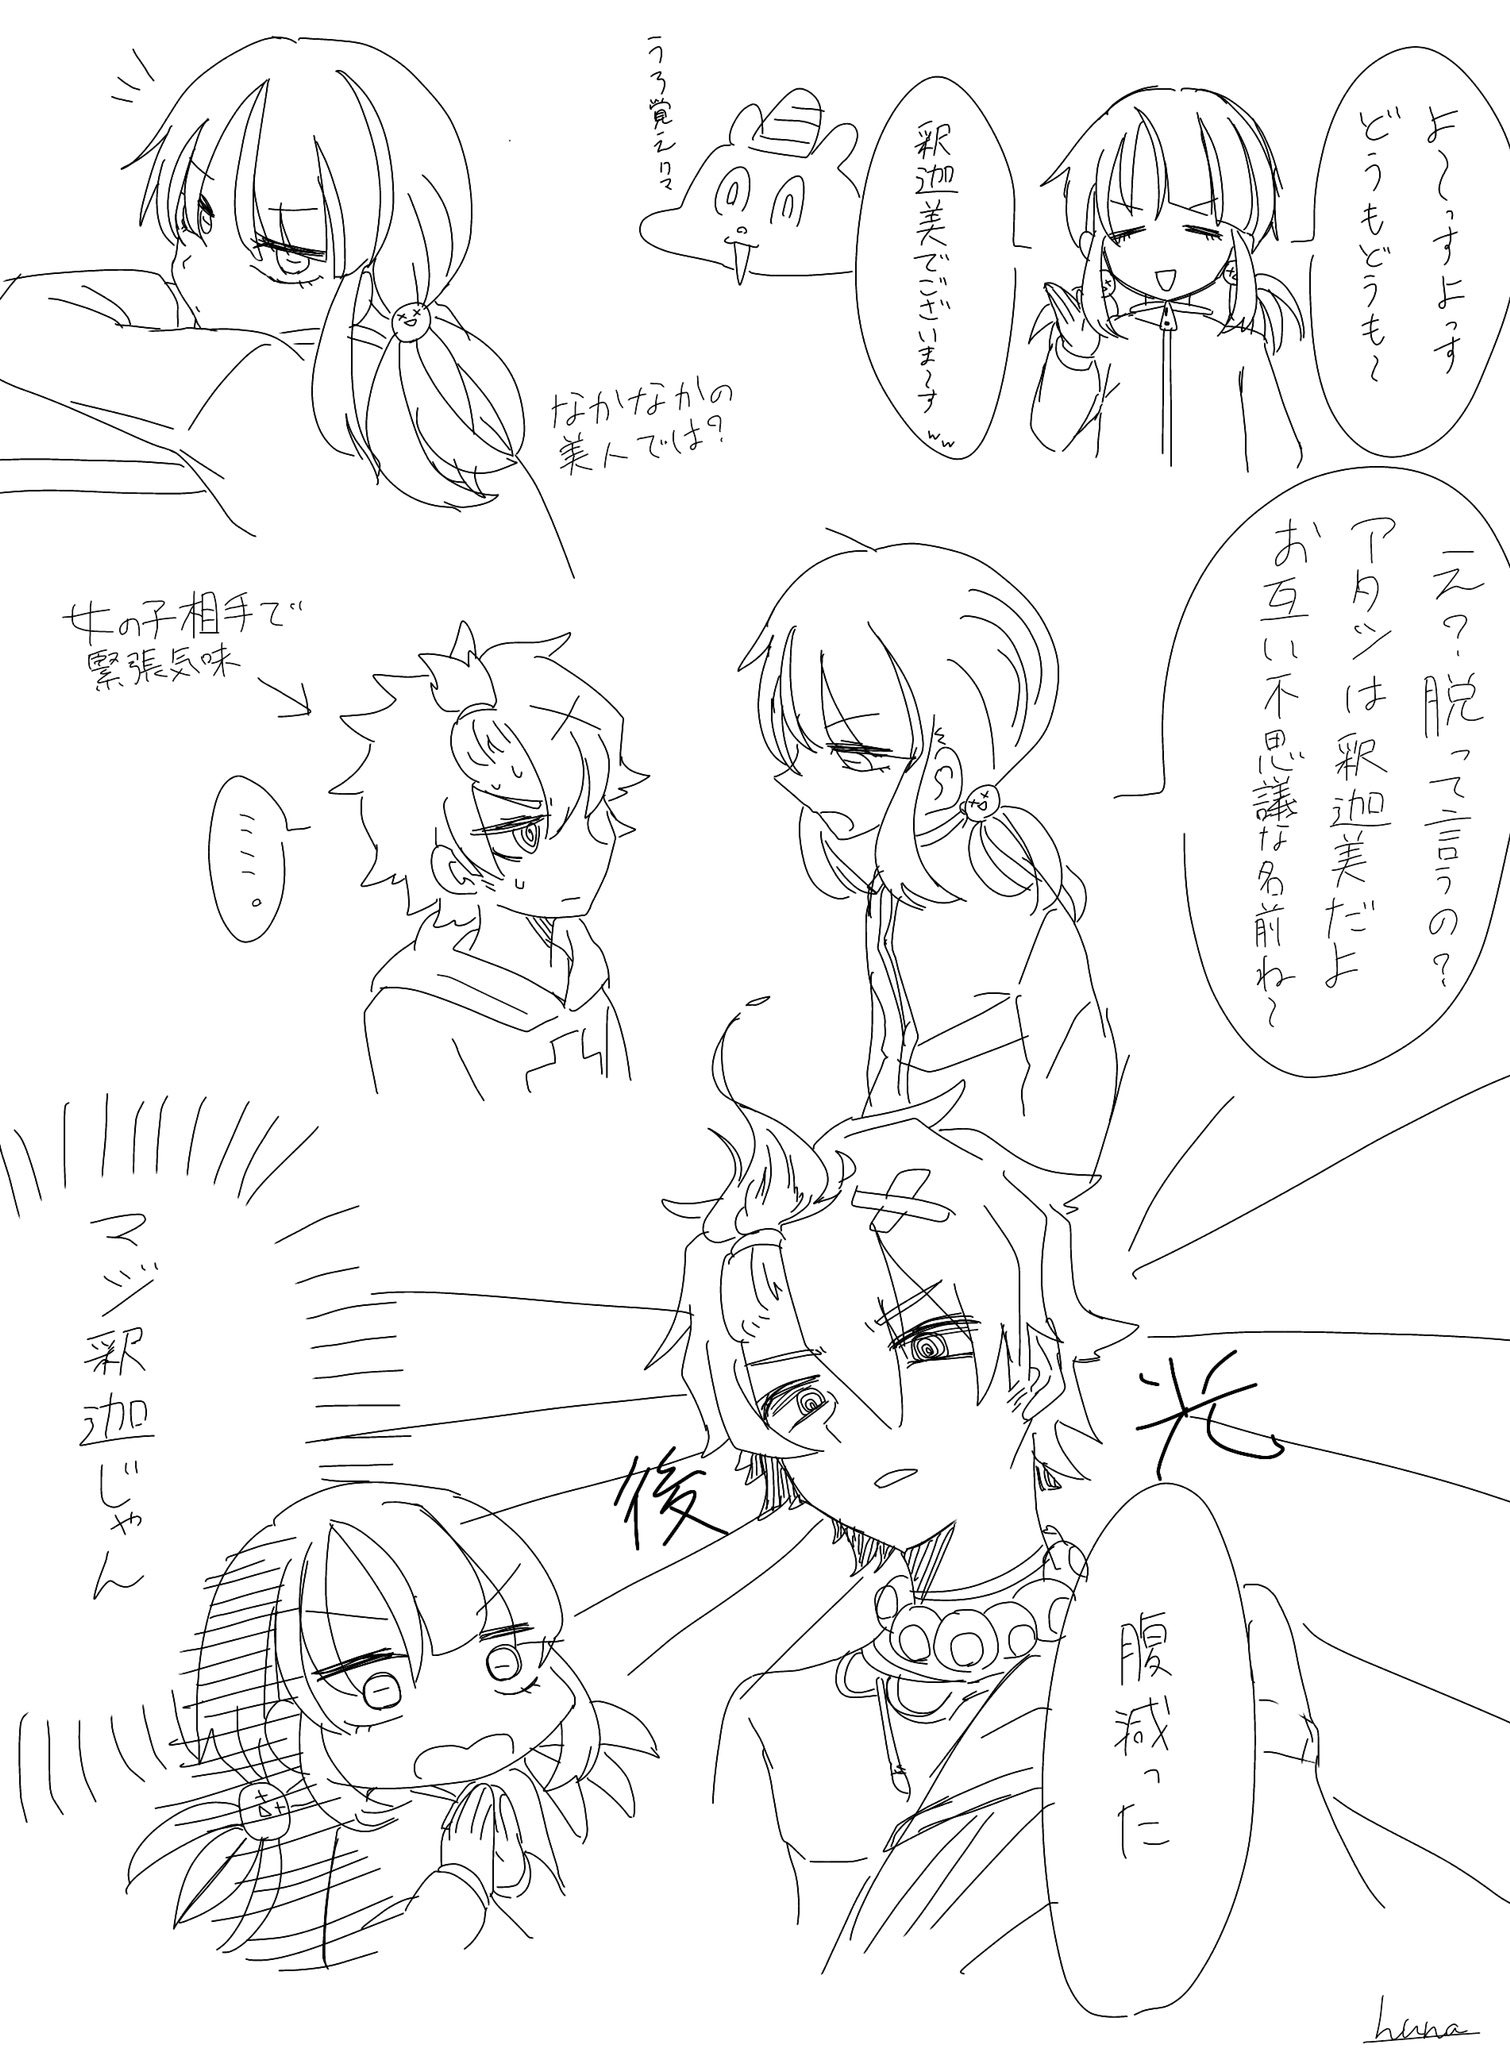 よ〜っすよっす
どうもどうも〜
釈迦美でございま〜す
ww
うろ覚えクマ
なかなかの
美人では?
え?脱って言うの?
アタシは釈迦美だよ
お互い不思議な名前ね〜
女の子相手で
緊張気味
....。
後光
腹減った
マジ釈迦じゃん
huna